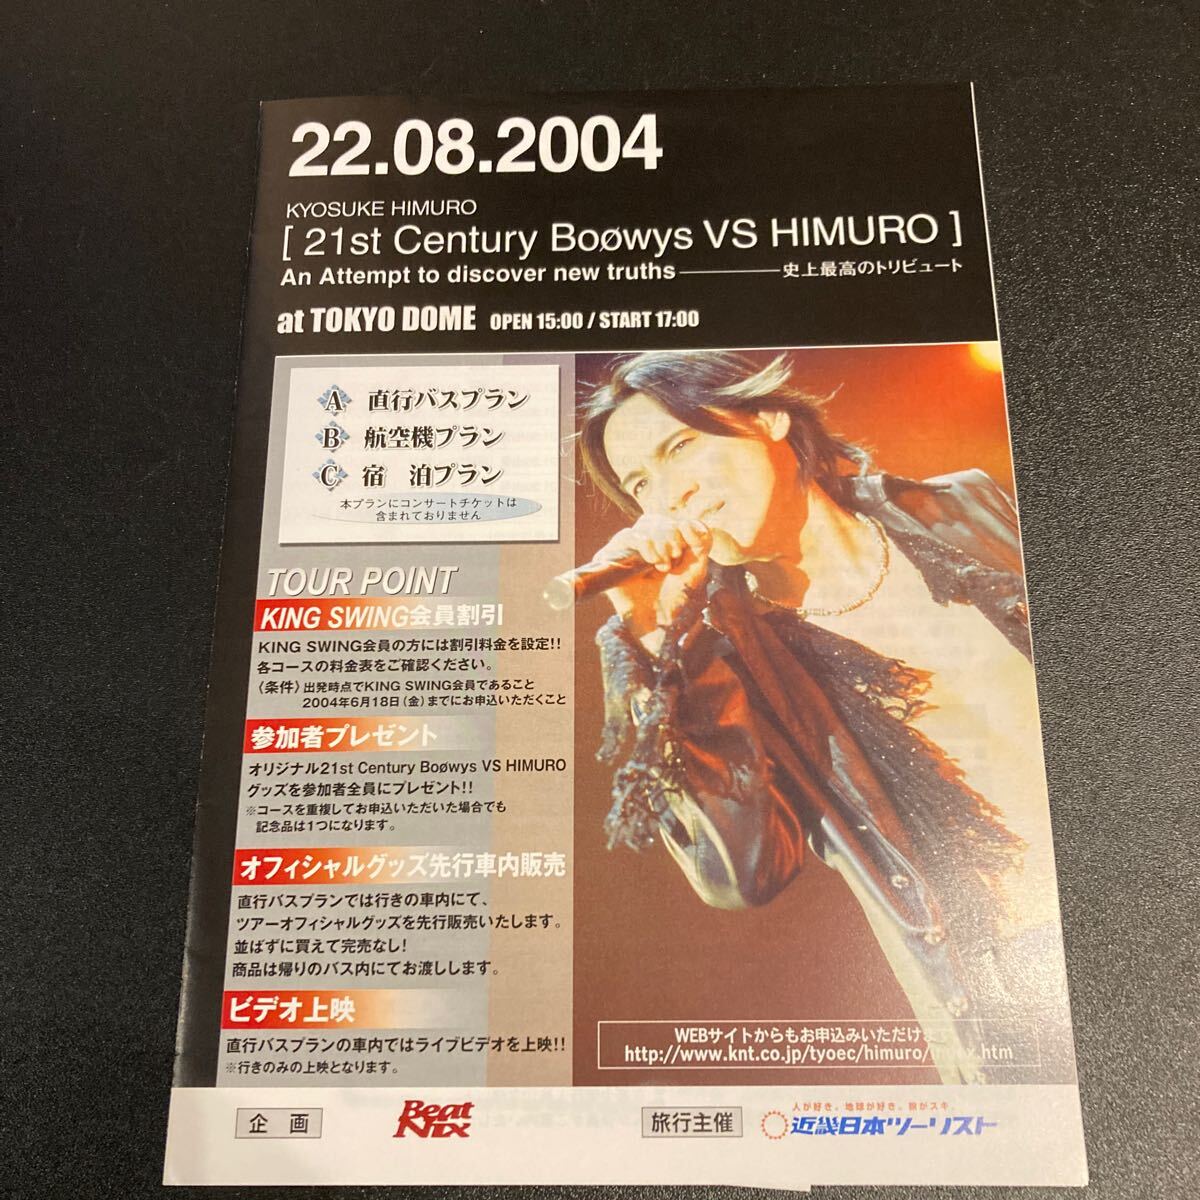 22.08.2004
KYOSUKE HIMURO
[ 21st Century Boøwys VS HIMURO ]
An Attempt to discover new truths———史上最高のトリビュート
at TOKYO DOME OPEN 15:00 / START 17:00
A 直行バスプラン
B 航空機プラン
C 宿 泊プラン
本プランにコンサートチケットは
含まれておりません
TOUR POINT
KING SWING会員割引
KING SWING会員の方には割引料金を設定!!
各コースの料金表をご確認ください。
〈条件〉出発時点でKING SWING会員であること
2004年6月18日(金)までにお申込いただくこと
参加者プレゼント
オリジナル21st Century Boøwys VS HIMURO
グッズを参加者全員にプレゼント!!
※コースを重複してお申込いただいた場合でも
記念品は1つになります。
オフィシャルグッズ先行車内販売
直行バスプランでは行きの車内にて、
ツアーオフィシャルグッズを先行販売いたします。
並ばずに買えて完売なし!
商品は帰りのバス内にてお渡しします。
ビデオ上映
直行バスプランの車内ではライブビデオを上映!!
※行きのみの上映となります。
WEBサイトからもお申込みいただけます
http://www.knt.co.jp/tyoec/himuro/index.htm
企 画
Beat Nix
旅行主催
人が好き。地球が好き。旅がスキ。
近畿日本ツーリスト